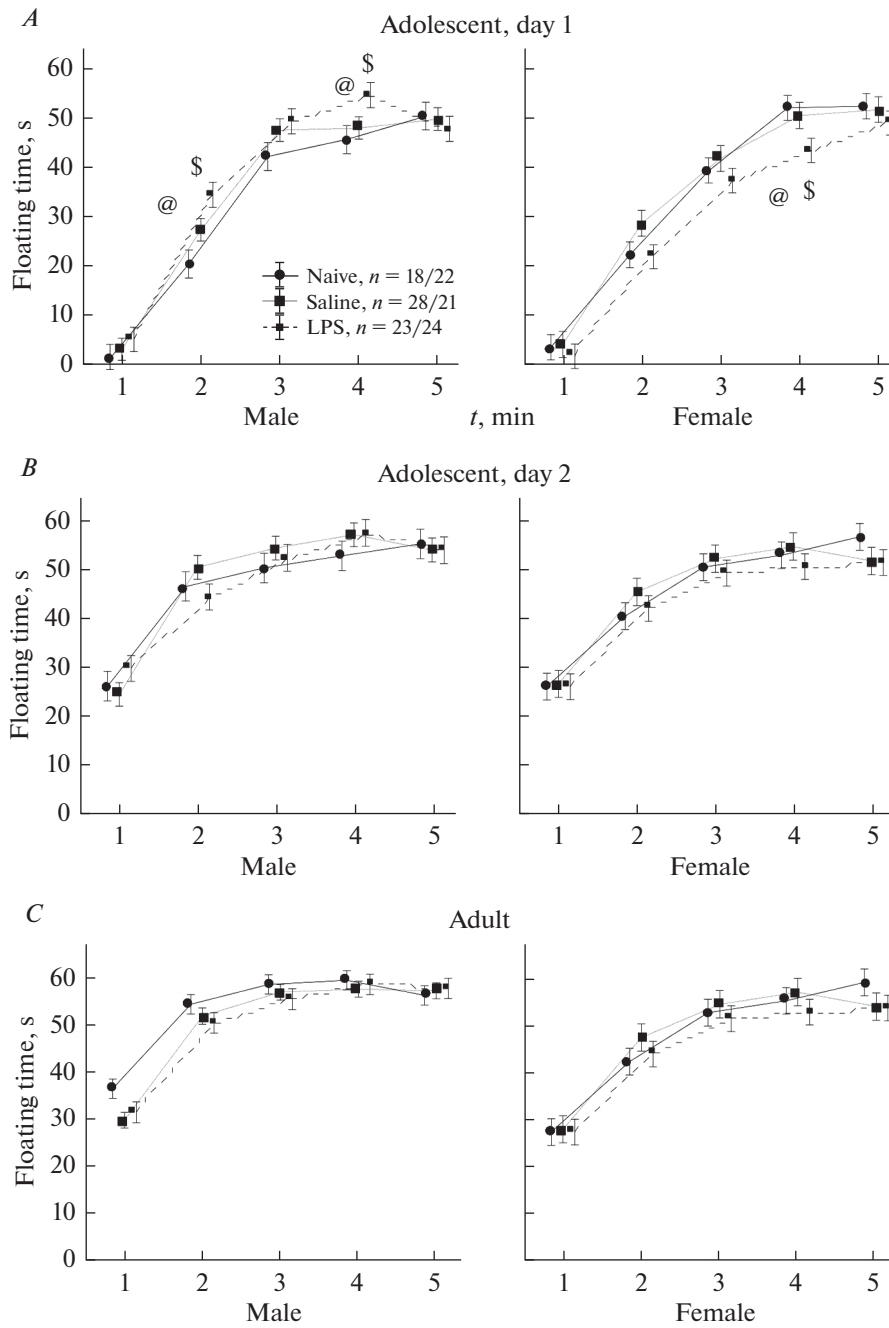 A
Adolescent, day 1
Floating time, s
60
50
40
30
20
10
0
@ $
@ $
Naive, n = 18/22
Saline, n = 28/21
LPS, n = 23/24
@ $
1 2 3 4 5
1 2 3 4 5
Male
t, min
Female
B
Adolescent, day 2
Floating time, s
60
50
40
30
20
10
0
1 2 3 4 5
1 2 3 4 5
Male
Female
C
Adult
Floating time, s
60
50
40
30
20
10
0
1 2 3 4 5
1 2 3 4 5
Male
Female